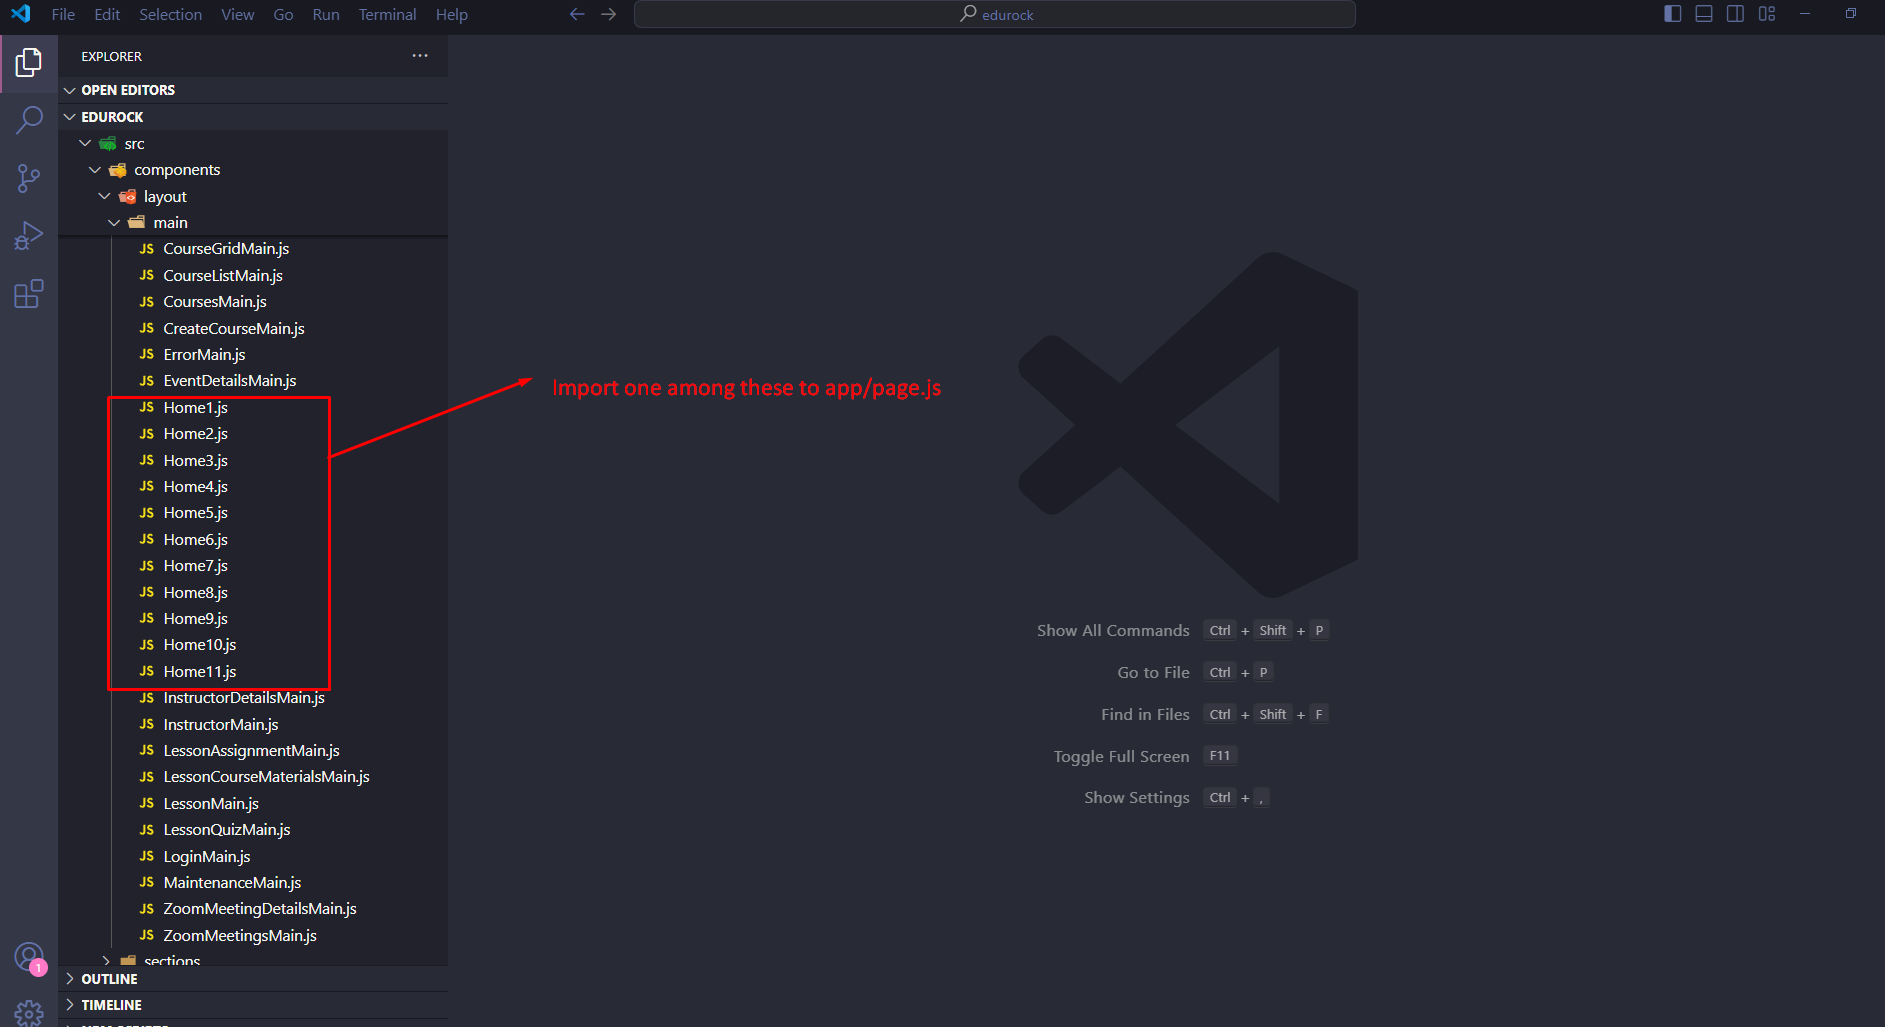 File Edit Selection View Go Run Terminal Help
edurock
EXPLORER
OPEN EDITORS
EDUROCK
src
components
layout
main
JS CourseGridMain.js
JS CourseListMain.js
JS CoursesMain.js
JS CreateCourseMain.js
JS ErrorMain.js
JS EventDetailsMain.js
JS Home1.js
JS Home2.js
JS Home3.js
JS Home4.js
JS Home5.js
JS Home6.js
JS Home7.js
JS Home8.js
JS Home9.js
JS Home10.js
JS Home11.js
JS InstructorDetailsMain.js
JS InstructorMain.js
JS LessonAssignmentMain.js
JS LessonCourseMaterialsMain.js
JS LessonMain.js
JS LessonQuizMain.js
JS LoginMain.js
JS MaintenanceMain.js
JS ZoomMeetingDetailsMain.js
JS ZoomMeetingsMain.js
sections
OUTLINE
TIMELINE
1
Import one among these to app/page.js
Show All Commands Ctrl + Shift + P
Go to File Ctrl + P
Find in Files Ctrl + Shift + F
Toggle Full Screen F11
Show Settings Ctrl + ,